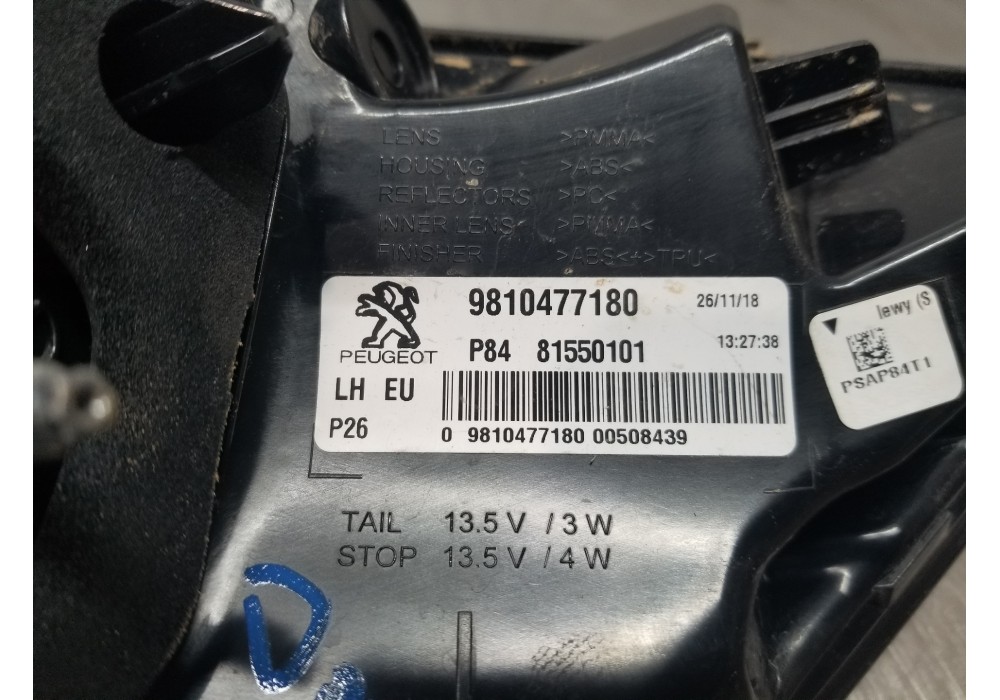 LENS >PMMA<
HOUSING >ABS<
REFLECTORS >PC<
INNER LENS >PMMA<
FINISHER >ABS<+>TPU<
9810477180 26/11/18
PEUGEOT P84 81550101 13:27:38
LH EU
P26 0 9810477180 00508439
lewy (S
PSAP84T1
TAIL 13.5 V / 3 W
STOP 13.5 V / 4 W
D